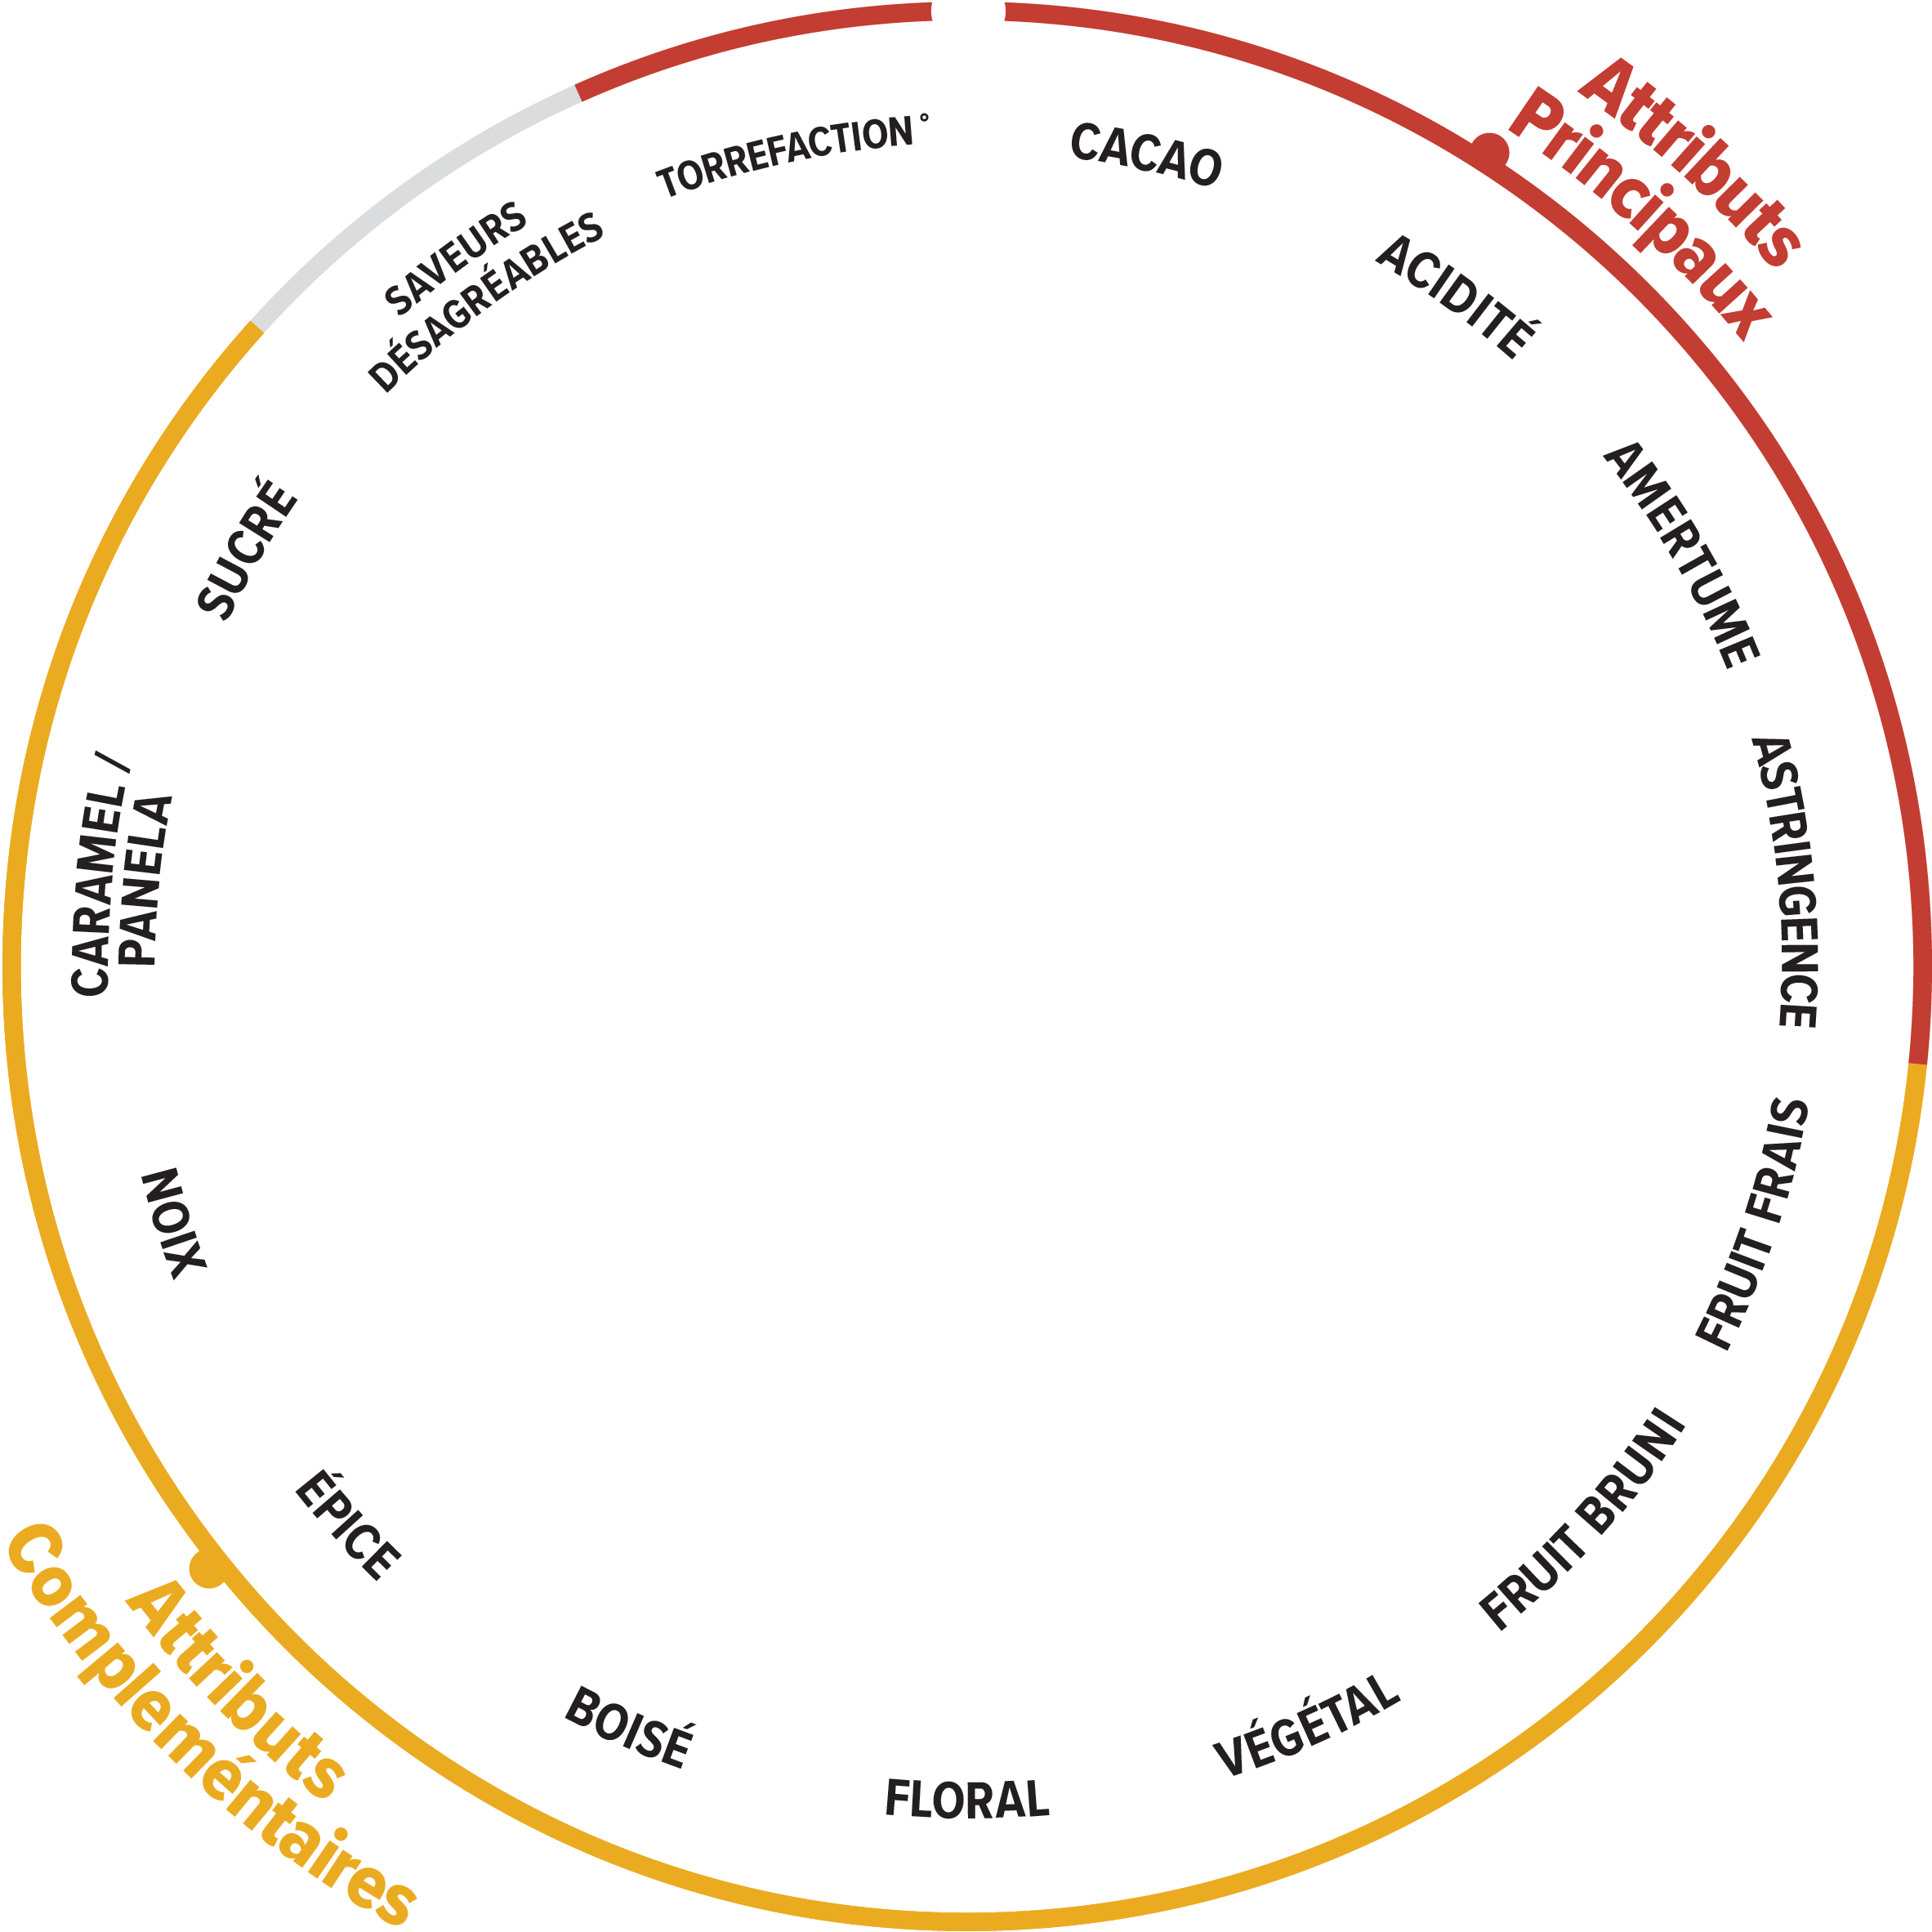 CACAO
Attributs
Principaux
ACIDITÉ
AMERTUME
ASTRINGENCE
FRUIT FRAIS
FRUIT BRUNI
VÉGÉTAL
FLORAL
BOISÉ
ÉPICE
Attributs
Complémentaires
NOIX
CARAMEL /
PANELA
SUCRÉ
SAVEURS
DÉSAGRÉABLES
TORREFACTION°